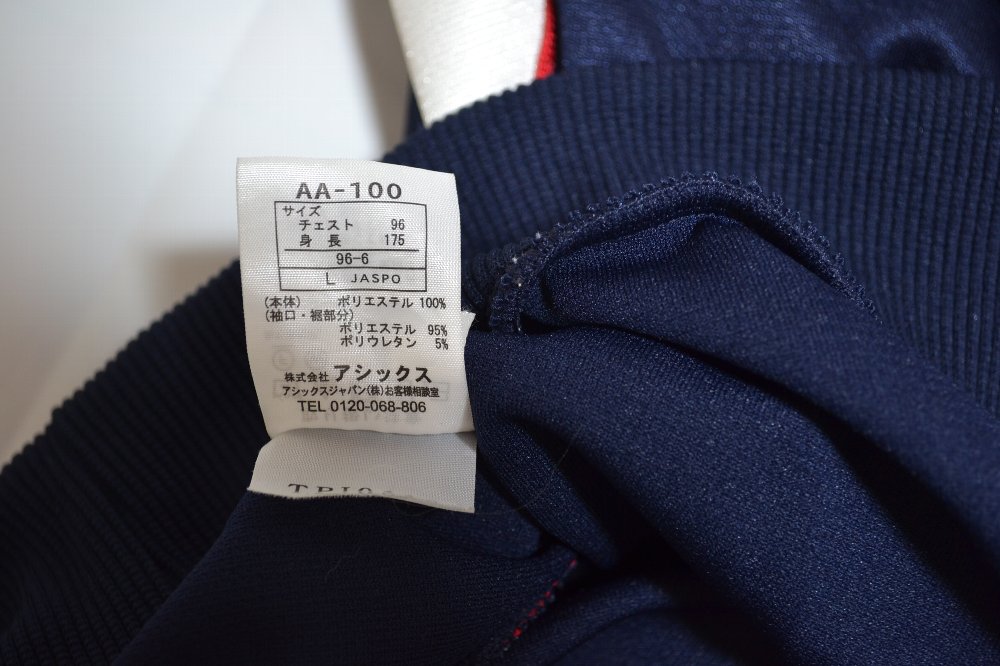 AA-100
サイズ
チェスト 96
身長 175
96-6
L JASPO
(本体) ポリエステル 100%
(袖口・裾部分)
ポリエステル 95%
ポリウレタン 5%
株式会社 アシックス
アシックスジャパン(株)お客様相談室
TEL 0120-068-806